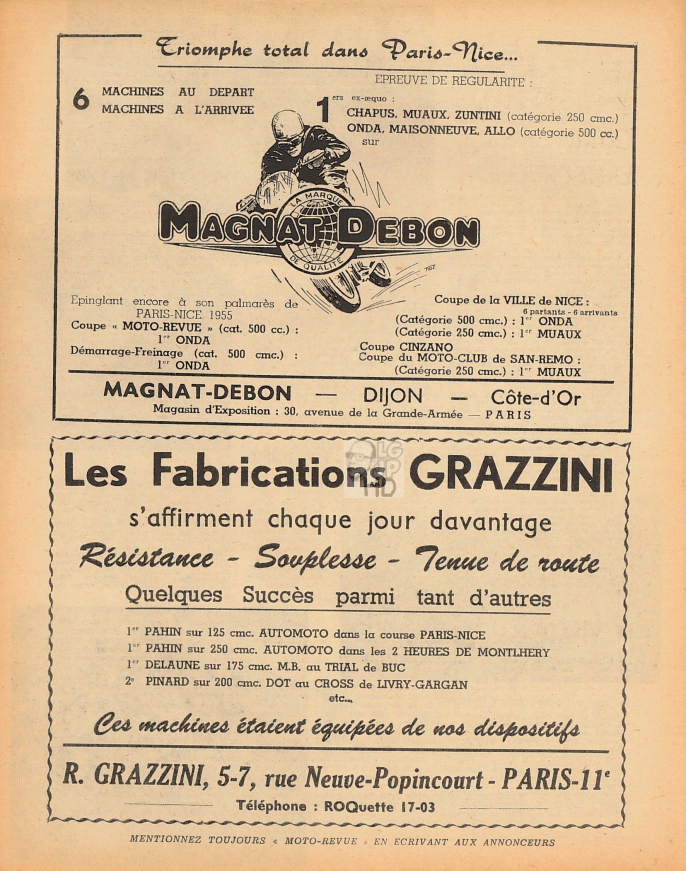 Triomphe total dans Paris-Nice...
EPREUVE DE REGULARITE :
6 MACHINES AU DEPART
MACHINES A L'ARRIVEE
1ers ex-æquo :
CHAPUS, MUAUX, ZUNTINI (catégorie 250 cmc.)
ONDA, MAISONNEUVE, ALLO (catégorie 500 cc.)
sur
LA MARQUE
MAGNAT-DEBON
DE QUALITÉ
Epinglant encore à son palmarès de
PARIS-NICE 1955
Coupe « MOTO-REVUE » (cat. 500 cc.) :
1er ONDA
Démarrage-Freinage (cat. 500 cmc.) :
1er ONDA
Coupe de la VILLE de NICE :
6 partants - 6 arrivants
(Catégorie 500 cmc.) : 1er ONDA
(Catégorie 250 cmc.) : 1er MUAUX
Coupe CINZANO
Coupe du MOTO-CLUB de SAN-REMO :
(Catégorie 250 cmc.) : 1er MUAUX
MAGNAT-DEBON — DIJON — Côte-d'Or
Magasin d'Exposition : 30, avenue de la Grande-Armée — PARIS
Les Fabrications GRAZZINI
s'affirment chaque jour davantage
Résistance - Souplesse - Tenue de route
Quelques Succès parmi tant d'autres
1er PAHIN sur 125 cmc. AUTOMOTO dans la course PARIS-NICE
1er PAHIN sur 250 cmc. AUTOMOTO dans les 2 HEURES DE MONTLHERY
1er DELAUNE sur 175 cmc. M.B. au TRIAL de BUC
2e PINARD sur 200 cmc. DOT au CROSS de LIVRY-GARGAN
etc...
Ces machines étaient équipées de nos dispositifs
R. GRAZZINI, 5-7, rue Neuve-Popincourt - PARIS-11e
Téléphone : ROQuette 17-03
MENTIONNEZ TOUJOURS « MOTO-REVUE » EN ECRIVANT AUX ANNONCEURS